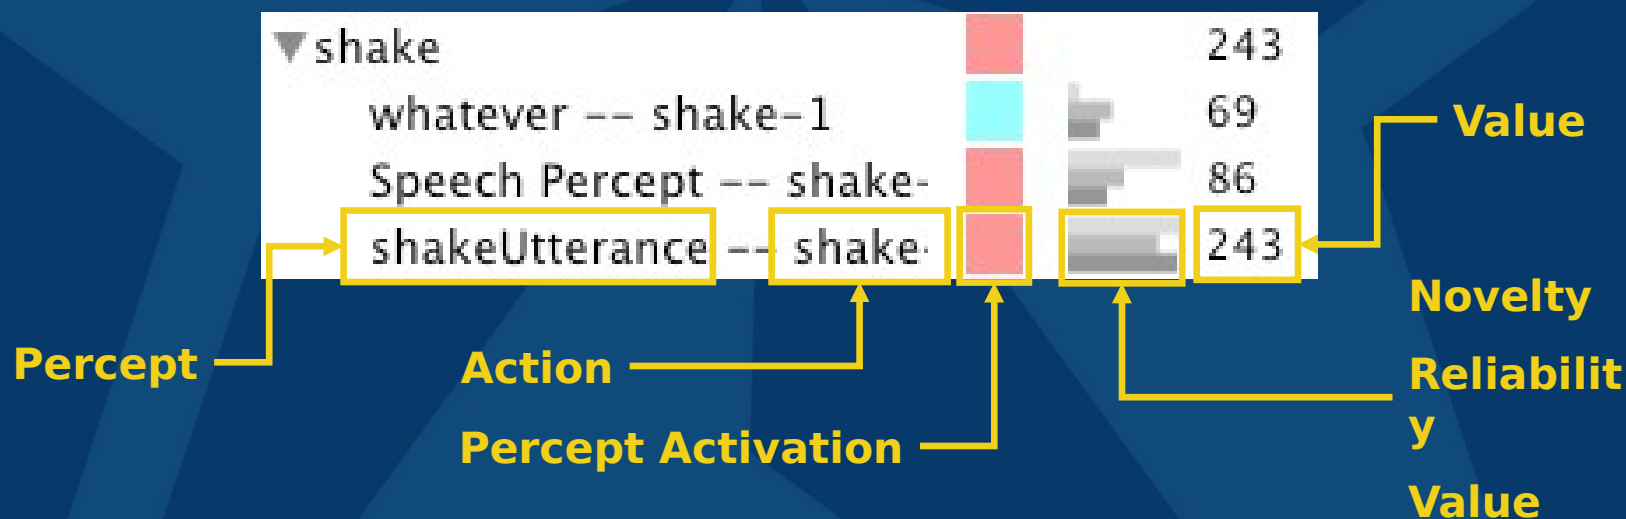 shake 243
whatever -- shake-1 69
Speech Percept -- shake- 86
shakeUtterance -- shake- 243
Value
Percept
Action
Percept Activation
Novelty
Reliabilit
y
Value